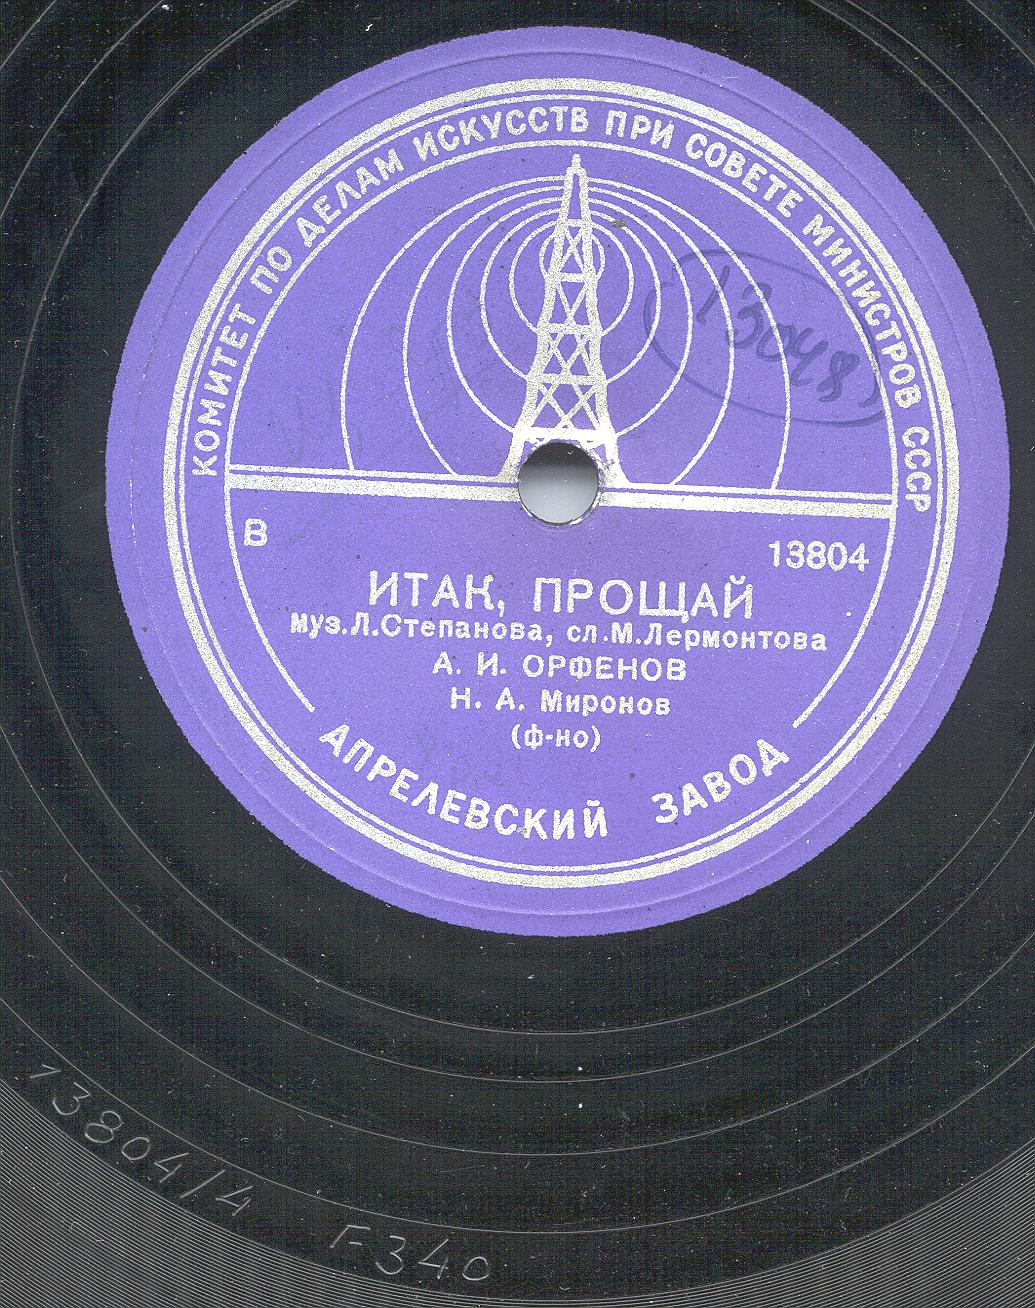 КОМИТЕТ ПО ДЕЛАМ ИСКУССТВ ПРИ СОВЕТЕ МИНИСТРОВ СССР
13048
В
13804
ИТАК, ПРОЩАЙ
муз.Л.Степанова, сл.М.Лермонтова
А. И. ОРФЕНОВ
Н. А. Миронов
(ф-но)
АПРЕЛЕВСКИЙ ЗАВОД
13804/4 Г-340